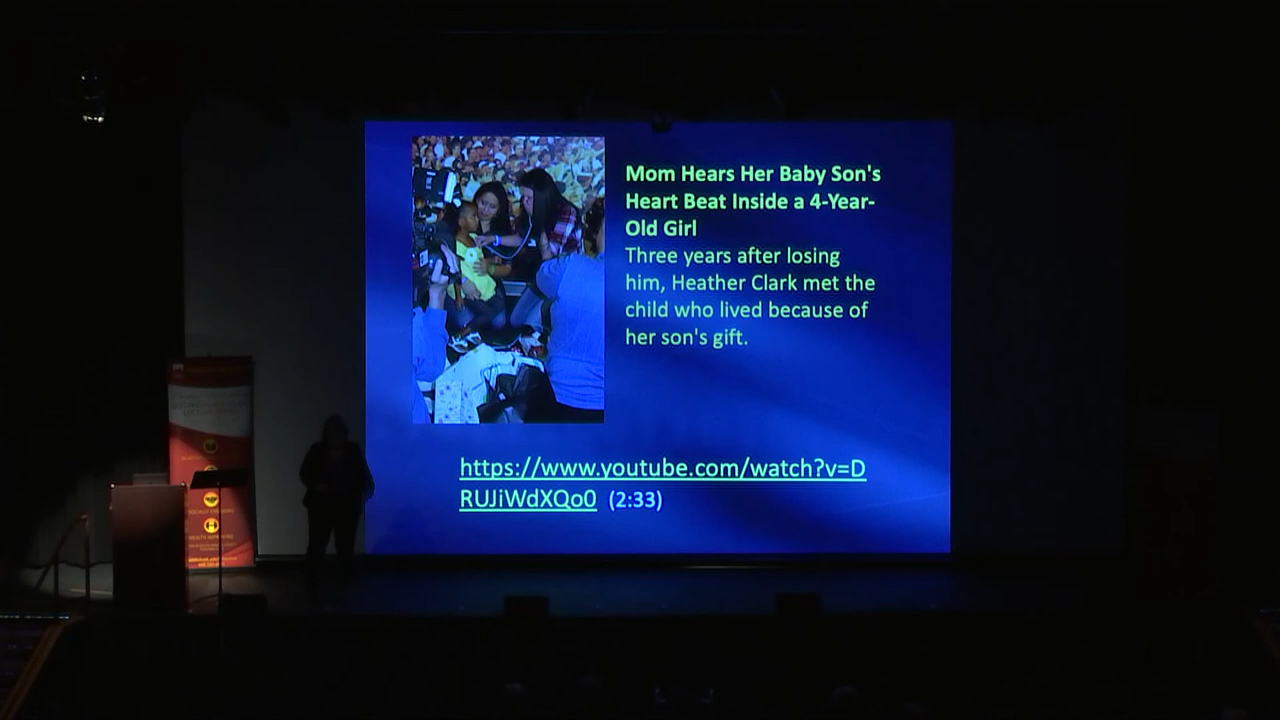 Mom Hears Her Baby Son's
Heart Beat Inside a 4-Year-
Old Girl
Three years after losing
him, Heather Clark met the
child who lived because of
her son's gift.
https://www.youtube.com/watch?v=D
RUJiWdXQo0 (2:33)